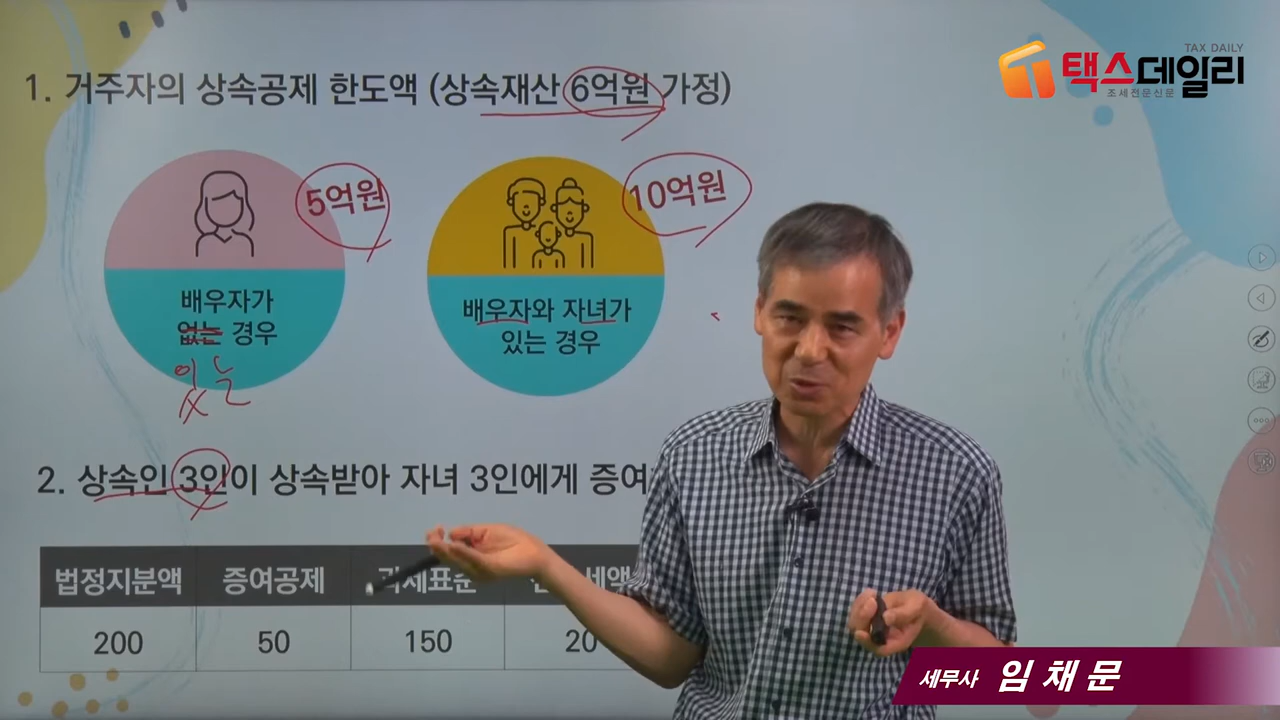 TAX DAILY
택스데일리
조세전문신문
1. 거주자의 상속공제 한도액 (상속재산 6억원 가정)
5억원
10억원
배우자가
없는 경우
있는
배우자와 자녀가
있는 경우
2. 상속인 3인이 상속받아 자녀 3인에게 증여
법정지분액 증여공제 과세표준
200 50 150 20
세무사 임채문